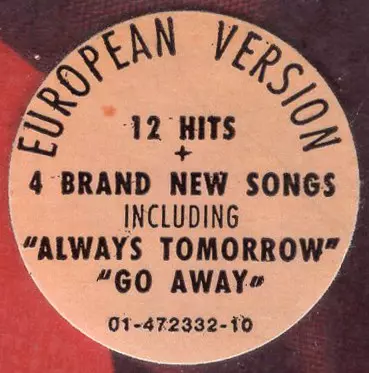 EUROPEAN VERSION
12 HITS
+
4 BRAND NEW SONGS
INCLUDING
"ALWAYS TOMORROW"
"GO AWAY"
01-472332-10